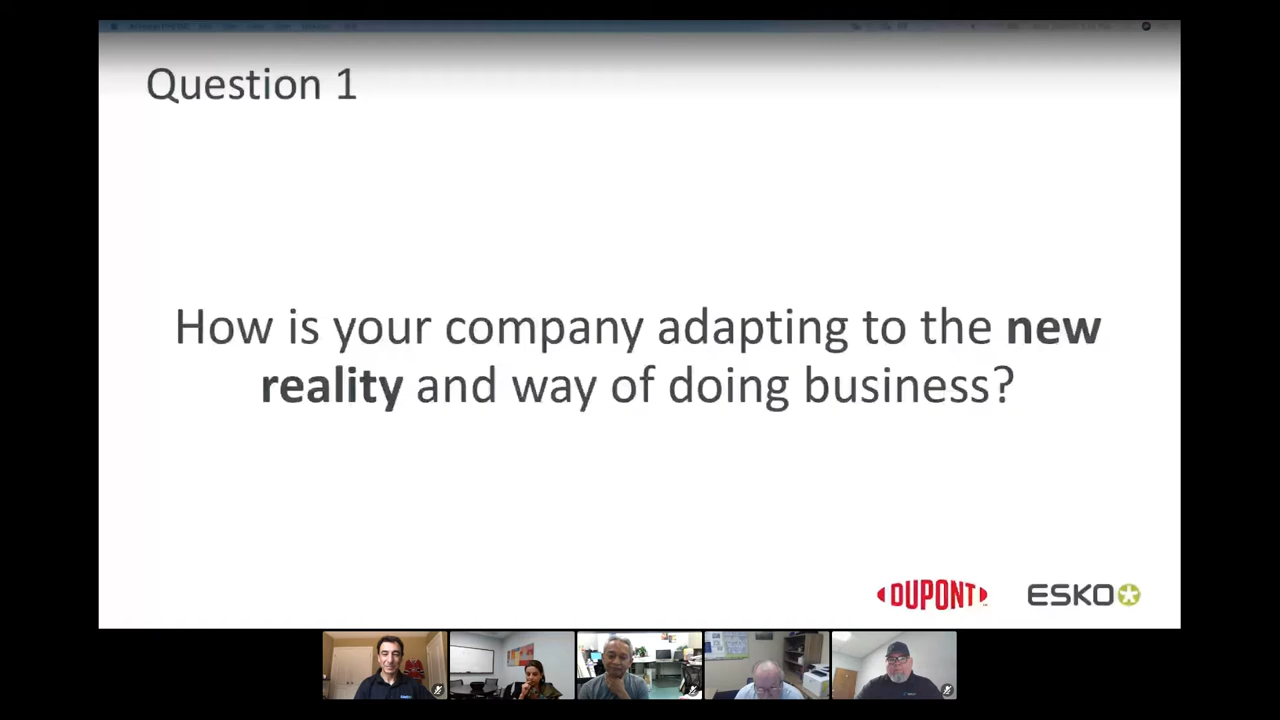 Question 1
How is your company adapting to the new
reality and way of doing business?
DUPONT
ESKO